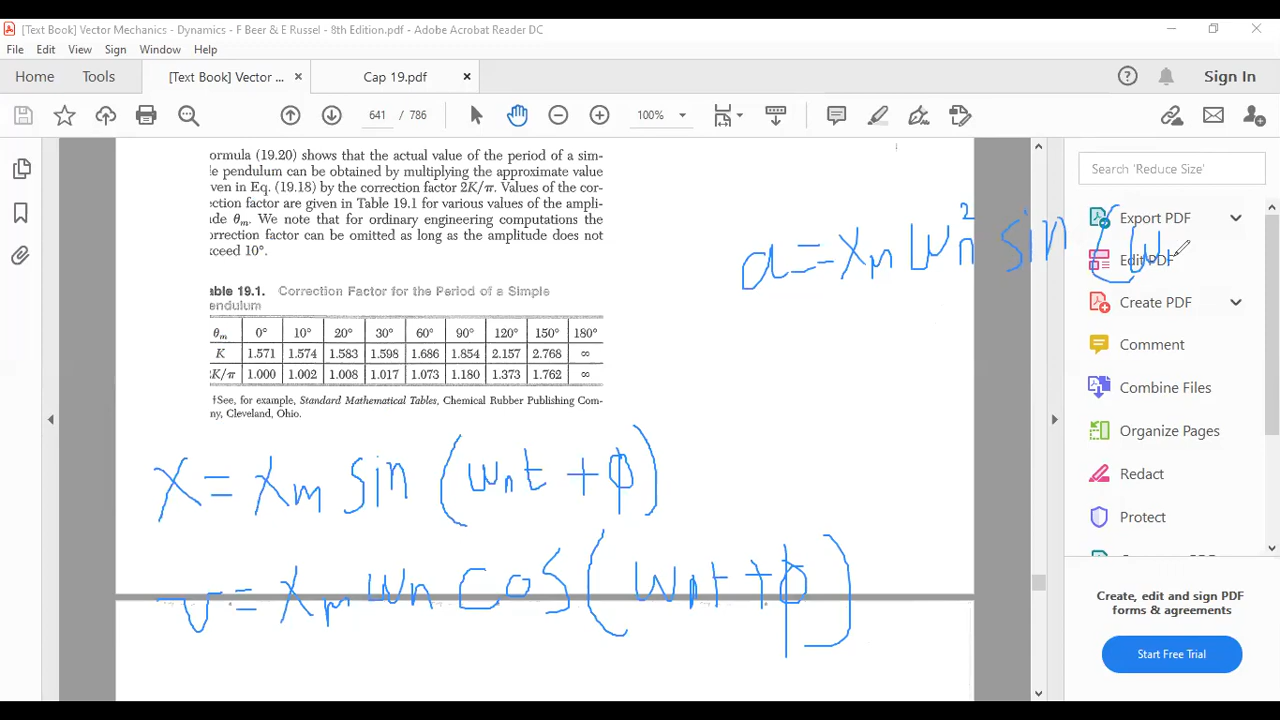 [Text Book] Vector Mechanics - Dynamics - F Beer & E Russel - 8th Edition.pdf - Adobe Acrobat Reader DC
File Edit View Sign Window Help
Home Tools [Text Book] Vector ... × Cap 19.pdf × Sign In
641 / 786 100%
ormula (19.20) shows that the actual value of the period of a sim-
le pendulum can be obtained by multiplying the approximate value
ven in Eq. (19.18) by the correction factor 2K/π. Values of the cor-
ection factor are given in Table 19.1 for various values of the ampli-
ude θm. We note that for ordinary engineering computations the
orrection factor can be omitted as long as the amplitude does not
xceed 10°.
a = - xm ωn² sin (ωn
able 19.1. Correction Factor for the Period of a Simple
endulum
θm 0° 10° 20° 30° 60° 90° 120° 150° 180°
K 1.571 1.574 1.583 1.598 1.686 1.854 2.157 2.768 ∞
K/π 1.000 1.002 1.008 1.017 1.073 1.180 1.373 1.762 ∞
†See, for example, Standard Mathematical Tables, Chemical Rubber Publishing Com-
ny, Cleveland, Ohio.
x = xm sin (ωnt + φ)
v = xm ωn cos (ωnt + φ)
Search 'Reduce Size'
Export PDF
Edit PDF
Create PDF
Comment
Combine Files
Organize Pages
Redact
Protect
Create, edit and sign PDF
forms & agreements
Start Free Trial